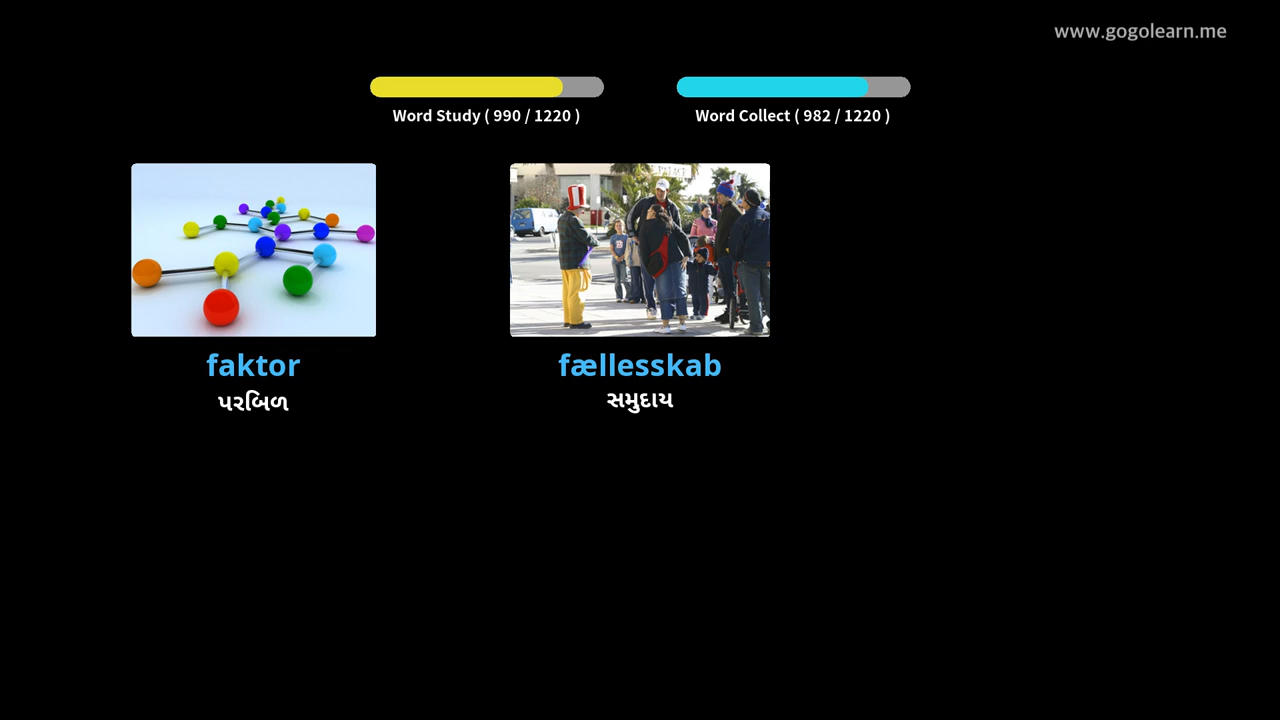 www.gogolearn.me
Word Study ( 990 / 1220 )
Word Collect ( 982 / 1220 )
faktor
પરબિળ
fællesskab
સમુદાય